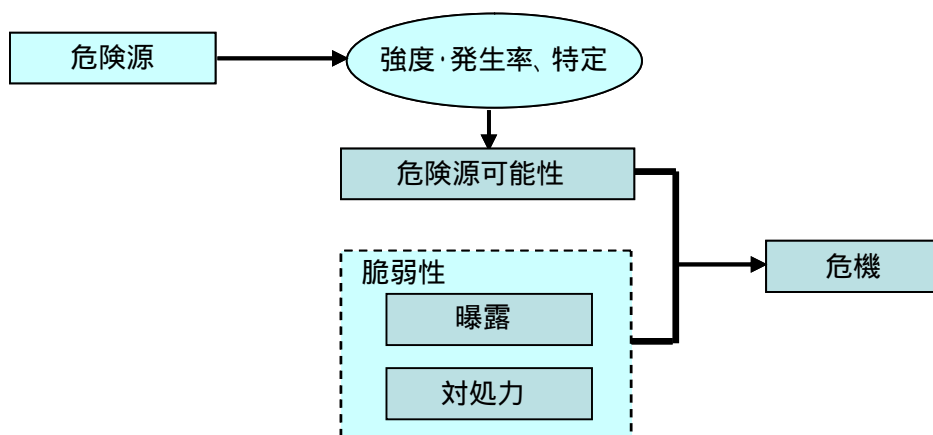 危険源
強度・発生率、特定
危険源可能性
脆弱性
曝露
対処力
危機